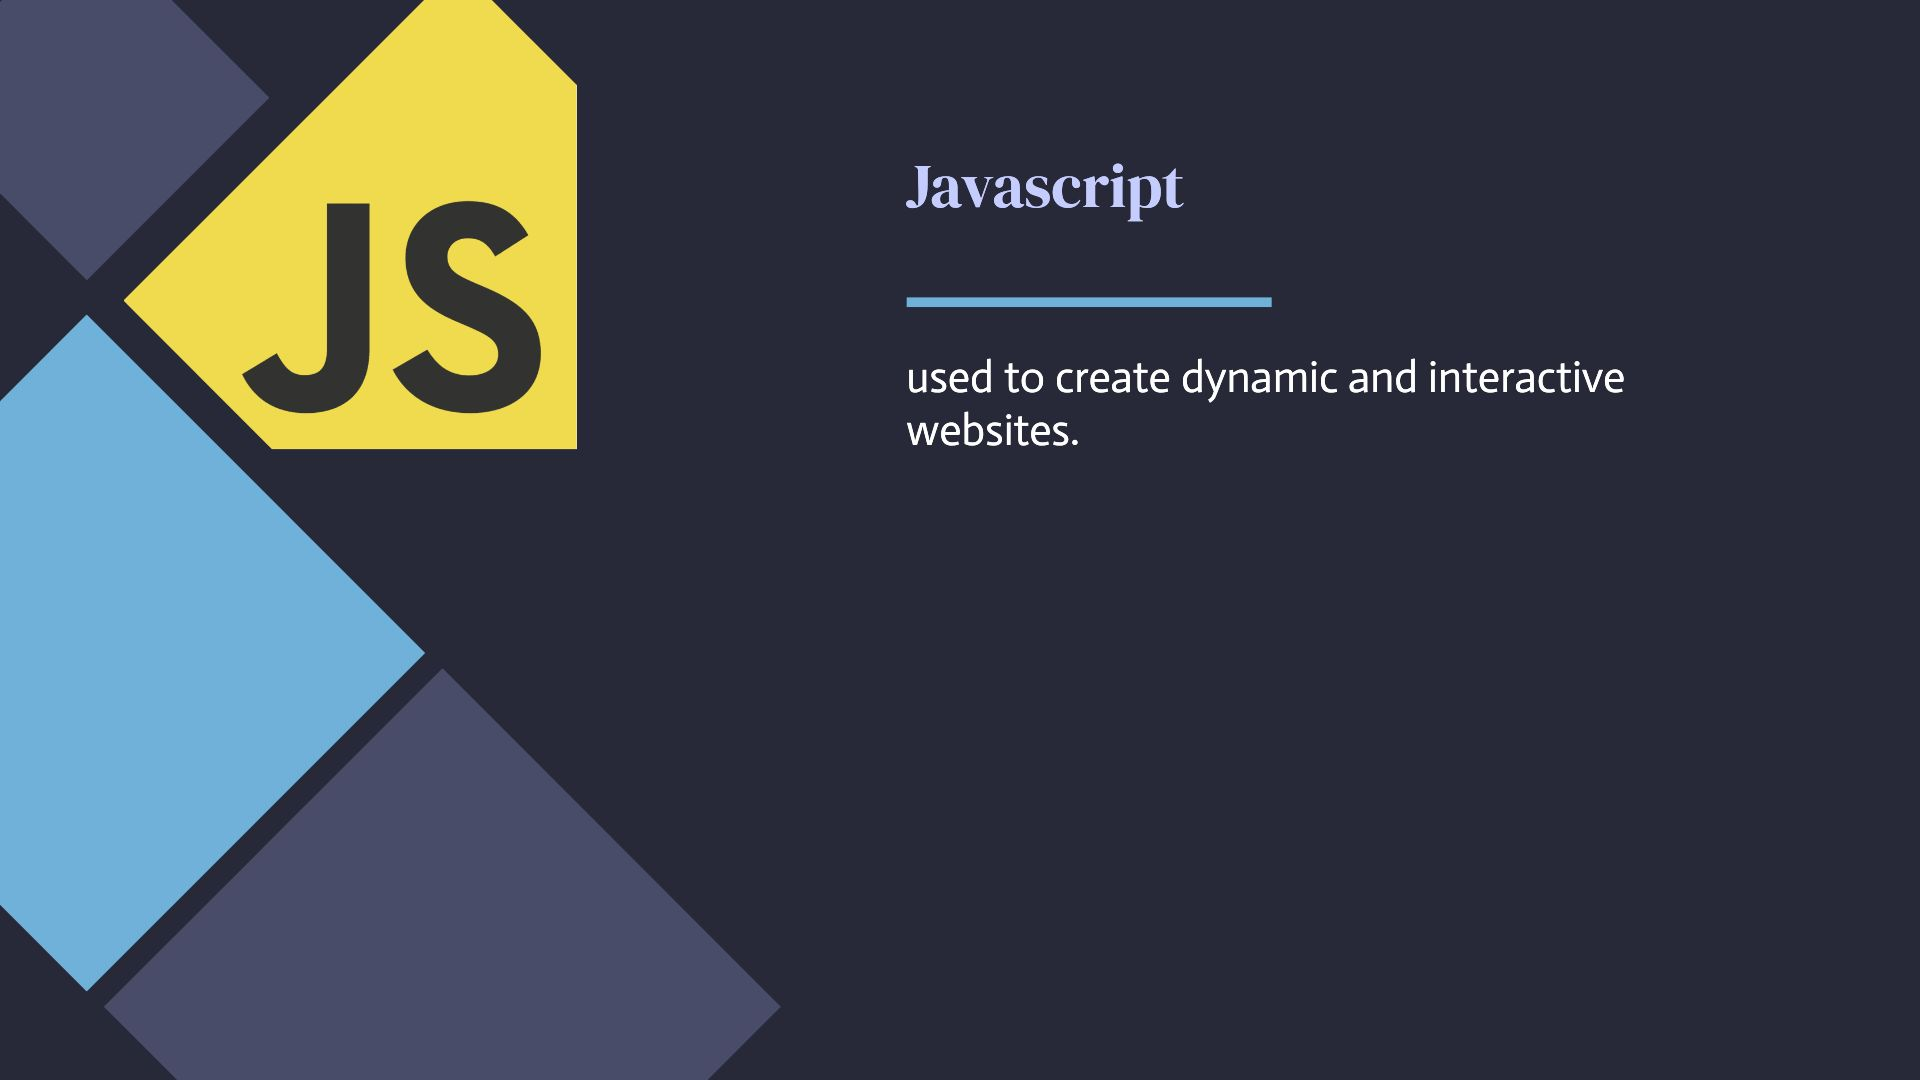 JS
Javascript
used to create dynamic and interactive
websites.